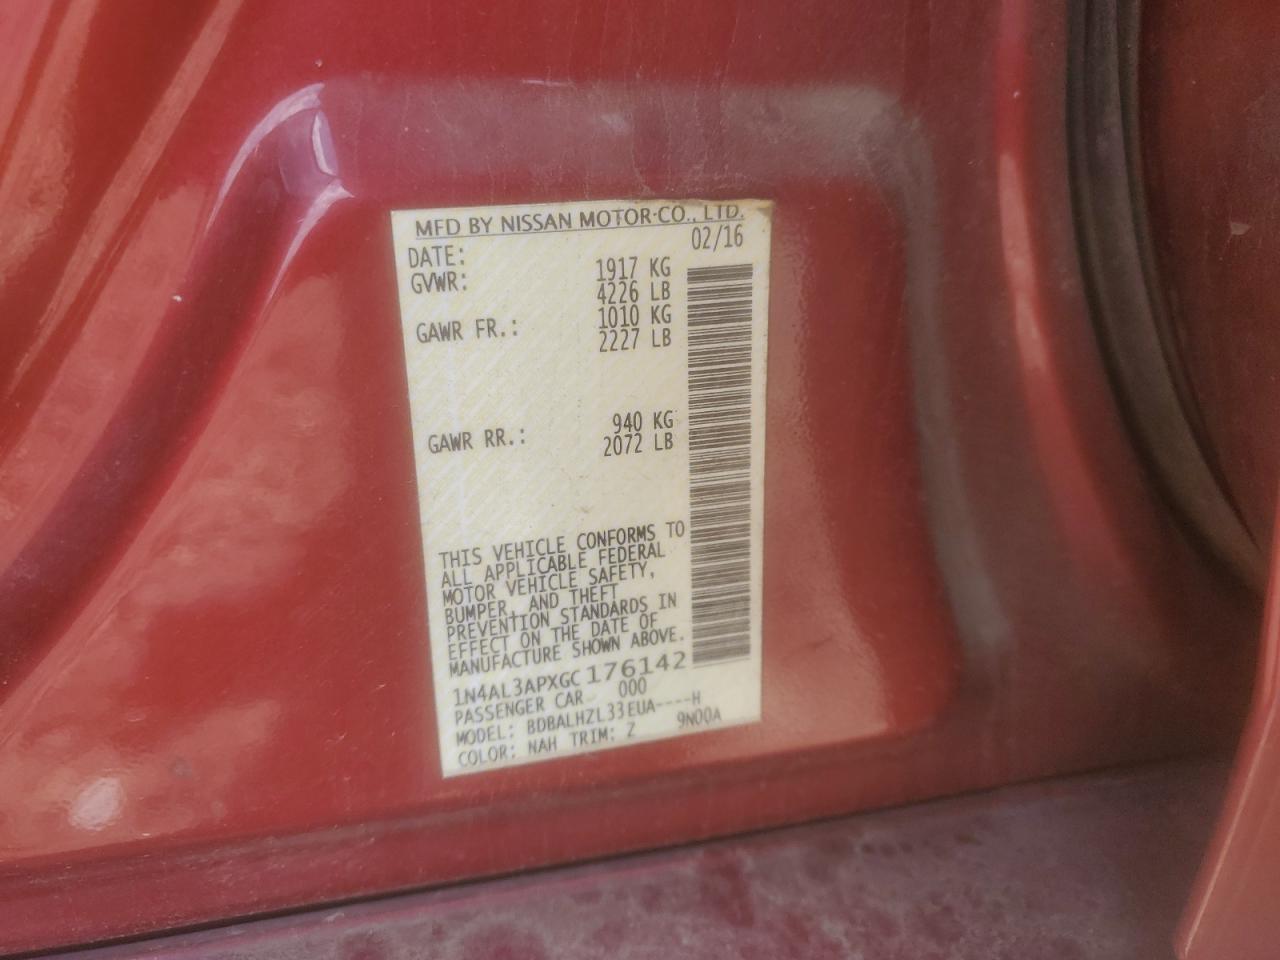 MFD BY NISSAN MOTOR CO., LTD.
DATE: 02/16
GVWR: 1917 KG
4226 LB
GAWR FR.: 1010 KG
2227 LB
GAWR RR.: 940 KG
2072 LB
THIS VEHICLE CONFORMS TO
ALL APPLICABLE FEDERAL
MOTOR VEHICLE SAFETY,
BUMPER, AND THEFT
PREVENTION STANDARDS IN
EFFECT ON THE DATE OF
MANUFACTURE SHOWN ABOVE.
1N4AL3APXGC176142
PASSENGER CAR 000
MODEL: BDBALHZL33EUA----H
COLOR: NAH TRIM: Z 9N00A